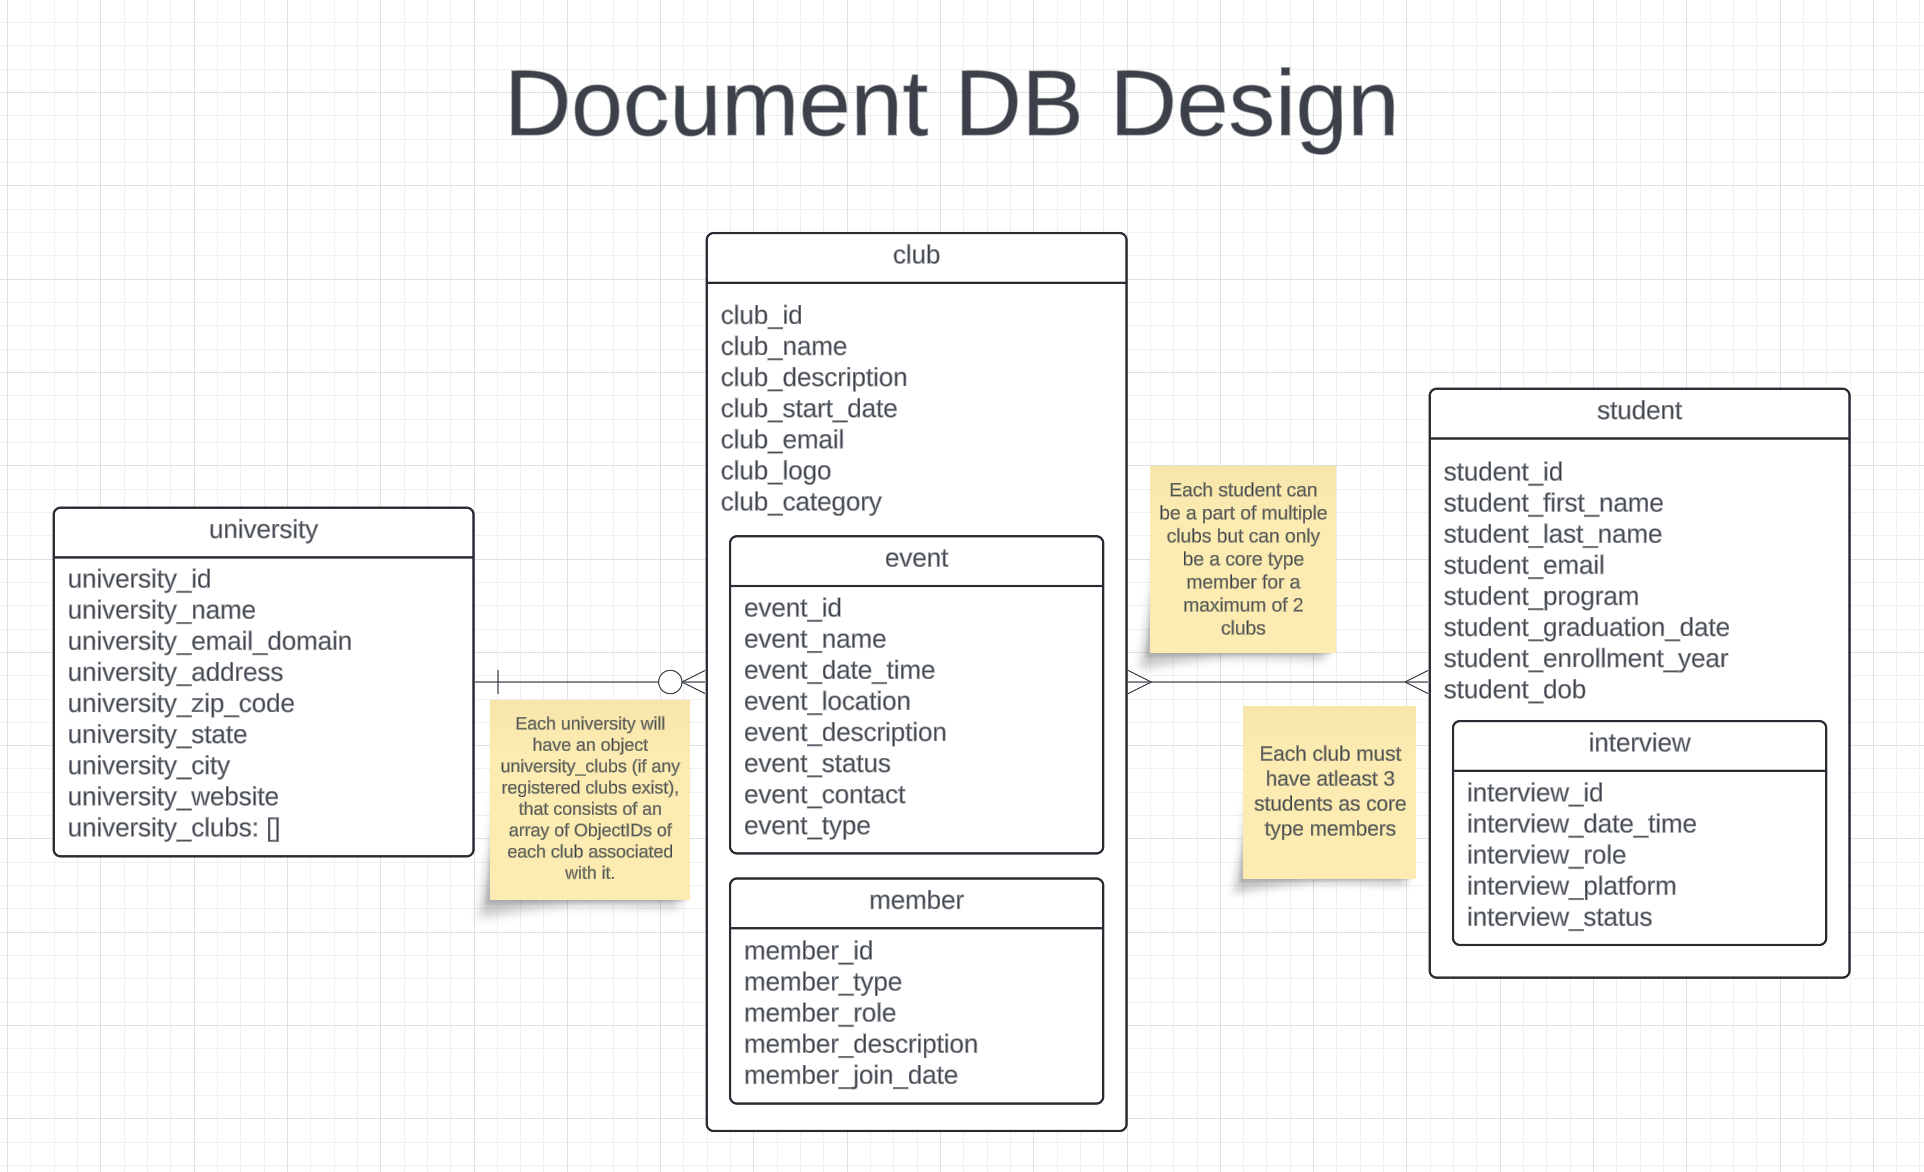 Document DB Design
university
university_id
university_name
university_email_domain
university_address
university_zip_code
university_state
university_city
university_website
university_clubs: []
Each university will
have an object
university_clubs (if any
registered clubs exist),
that consists of an
array of ObjectIDs of
each club associated
with it.
club
club_id
club_name
club_description
club_start_date
club_email
club_logo
club_category
event
event_id
event_name
event_date_time
event_location
event_description
event_status
event_contact
event_type
member
member_id
member_type
member_role
member_description
member_join_date
Each student can
be a part of multiple
clubs but can only
be a core type
member for a
maximum of 2
clubs
Each club must
have atleast 3
students as core
type members
student
student_id
student_first_name
student_last_name
student_email
student_program
student_graduation_date
student_enrollment_year
student_dob
interview
interview_id
interview_date_time
interview_role
interview_platform
interview_status